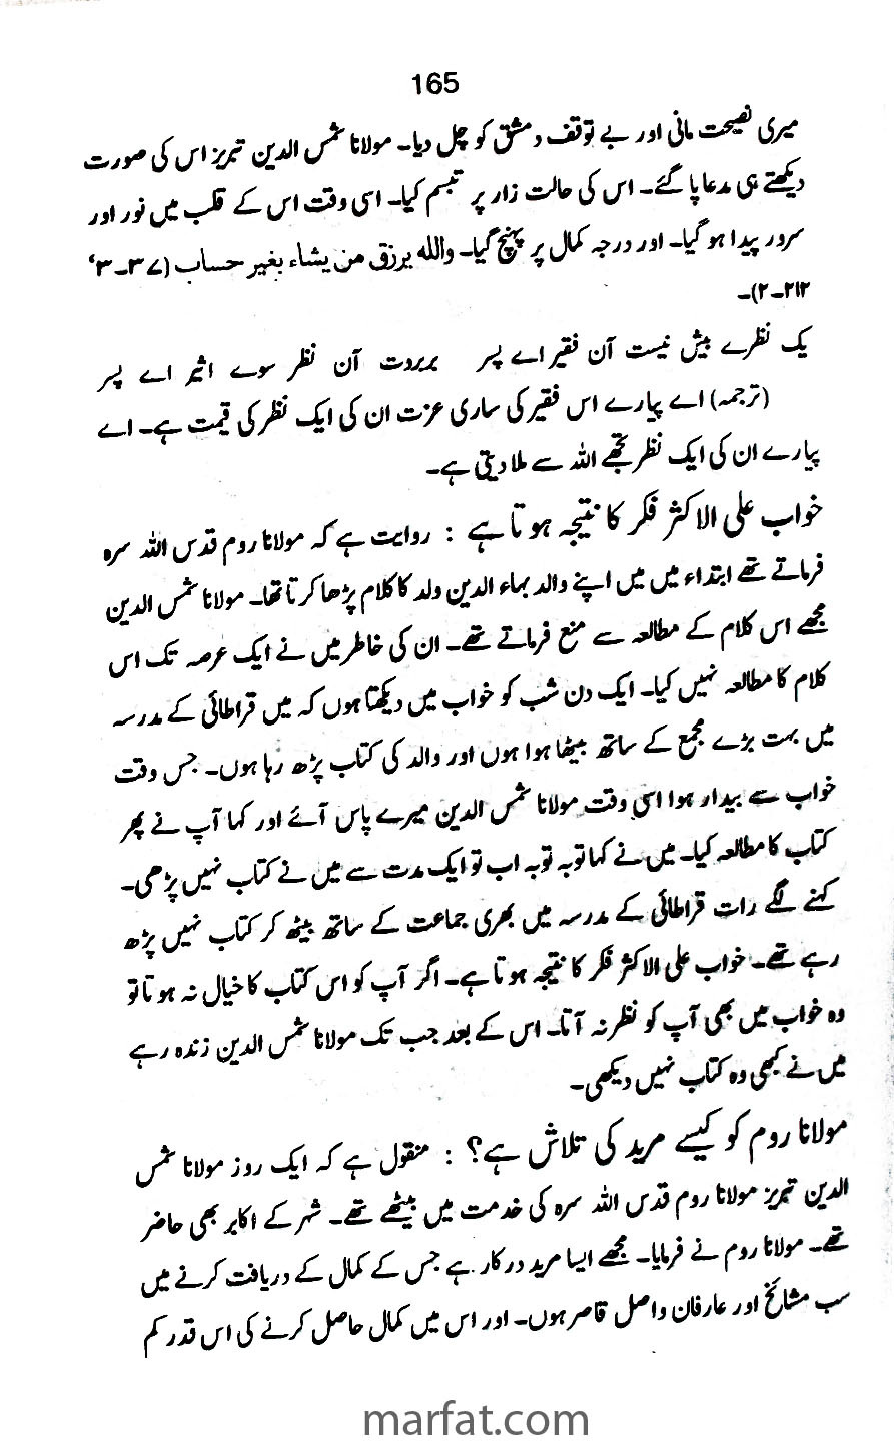 165
میری نصیحت مانی اور بے توقف دمشق کو چل دیا۔ مولانا شمس الدین تبریز اس کی صورت
دیکھتے ہی مدعا پا گئے۔ اس کی حالت زار پر تبسم کیا۔ اسی وقت اس کے قلب میں نور اور
سرور پیدا ہو گیا۔ اور درجہ کمال پر پہنچ گیا۔ والله یرزق من یشاء بغیر حساب (۳۷۔۳،
۲۱۲۔۲)۔
یک نظرے بیش نیست آن فقیر اے پسر بردت آن نظر سوے اثیر اے پسر
(ترجمہ) اے پیارے اس فقیر کی ساری عزت ان کی ایک نظر کی قیمت ہے۔ اے
پیارے ان کی ایک نظر تجھے اللہ سے ملا دیتی ہے۔
خواب علی الاکثر فکر کا نتیجہ ہوتا ہے : روایت ہے کہ مولانا روم قدس اللہ سرہ
فرماتے تھے ابتداء میں میں اپنے والد بہاء الدین ولد کا کلام پڑھا کرتا تھا۔ مولانا شمس الدین
مجھے اس کلام کے مطالعہ سے منع فرماتے تھے۔ ان کی خاطر میں نے ایک عرصہ تک اس
کلام کا مطالعہ نہیں کیا۔ ایک دن شب کو خواب میں دیکھتا ہوں کہ میں قراطائی کے مدرسہ
میں بہت بڑے مجمع کے ساتھ بیٹھا ہوا ہوں اور والد کی کتاب پڑھ رہا ہوں۔ جس وقت
خواب سے بیدار ہوا اسی وقت مولانا شمس الدین میرے پاس آئے اور کہا آپ نے پھر
کتاب کا مطالعہ کیا۔ میں نے کہا توبہ توبہ اب تو ایک مدت سے میں نے کتاب نہیں پڑھی۔
کہنے لگے رات قراطائی کے مدرسہ میں بھری جماعت کے ساتھ بیٹھ کر کتاب نہیں پڑھ
رہے تھے۔ خواب علی الاکثر فکر کا نتیجہ ہوتا ہے۔ اگر آپ کو اس کتاب کا خیال نہ ہوتا تو
وہ خواب میں بھی آپ کو نظر نہ آتا۔ اس کے بعد جب تک مولانا شمس الدین زندہ رہے
میں نے کبھی وہ کتاب نہیں دیکھی۔
مولانا روم کو کیسے مرید کی تلاش ہے؟ : منقول ہے کہ ایک روز مولانا شمس
الدین تبریز مولانا روم قدس اللہ سرہ کی خدمت میں بیٹھے تھے۔ شہر کے اکابر بھی حاضر
تھے۔ مولانا روم نے فرمایا۔ مجھے ایسا مرید درکار ہے جس کے کمال کے دریافت کرنے میں
سب مشائخ اور عارفان واصل قاصر ہوں۔ اور اس میں کمال حاصل کرنے کی اس قدر کم
marfat.com